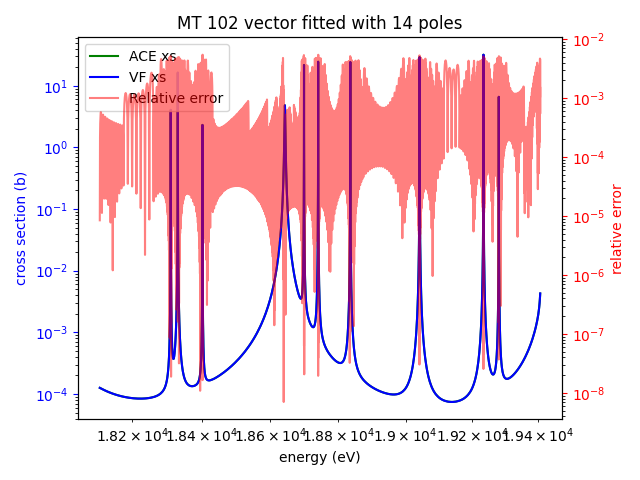 MT 102 vector fitted with 14 poles
ACE xs
VF xs
Relative error
10¹
10⁰
10⁻¹
10⁻²
10⁻³
10⁻⁴
cross section (b)
10⁻²
10⁻³
10⁻⁴
10⁻⁵
10⁻⁶
10⁻⁷
10⁻⁸
relative error
1.82 × 10⁴ 1.84 × 10⁴ 1.86 × 10⁴ 1.88 × 10⁴ 1.9 × 10⁴ 1.92 × 10⁴ 1.94 × 10⁴
energy (eV)